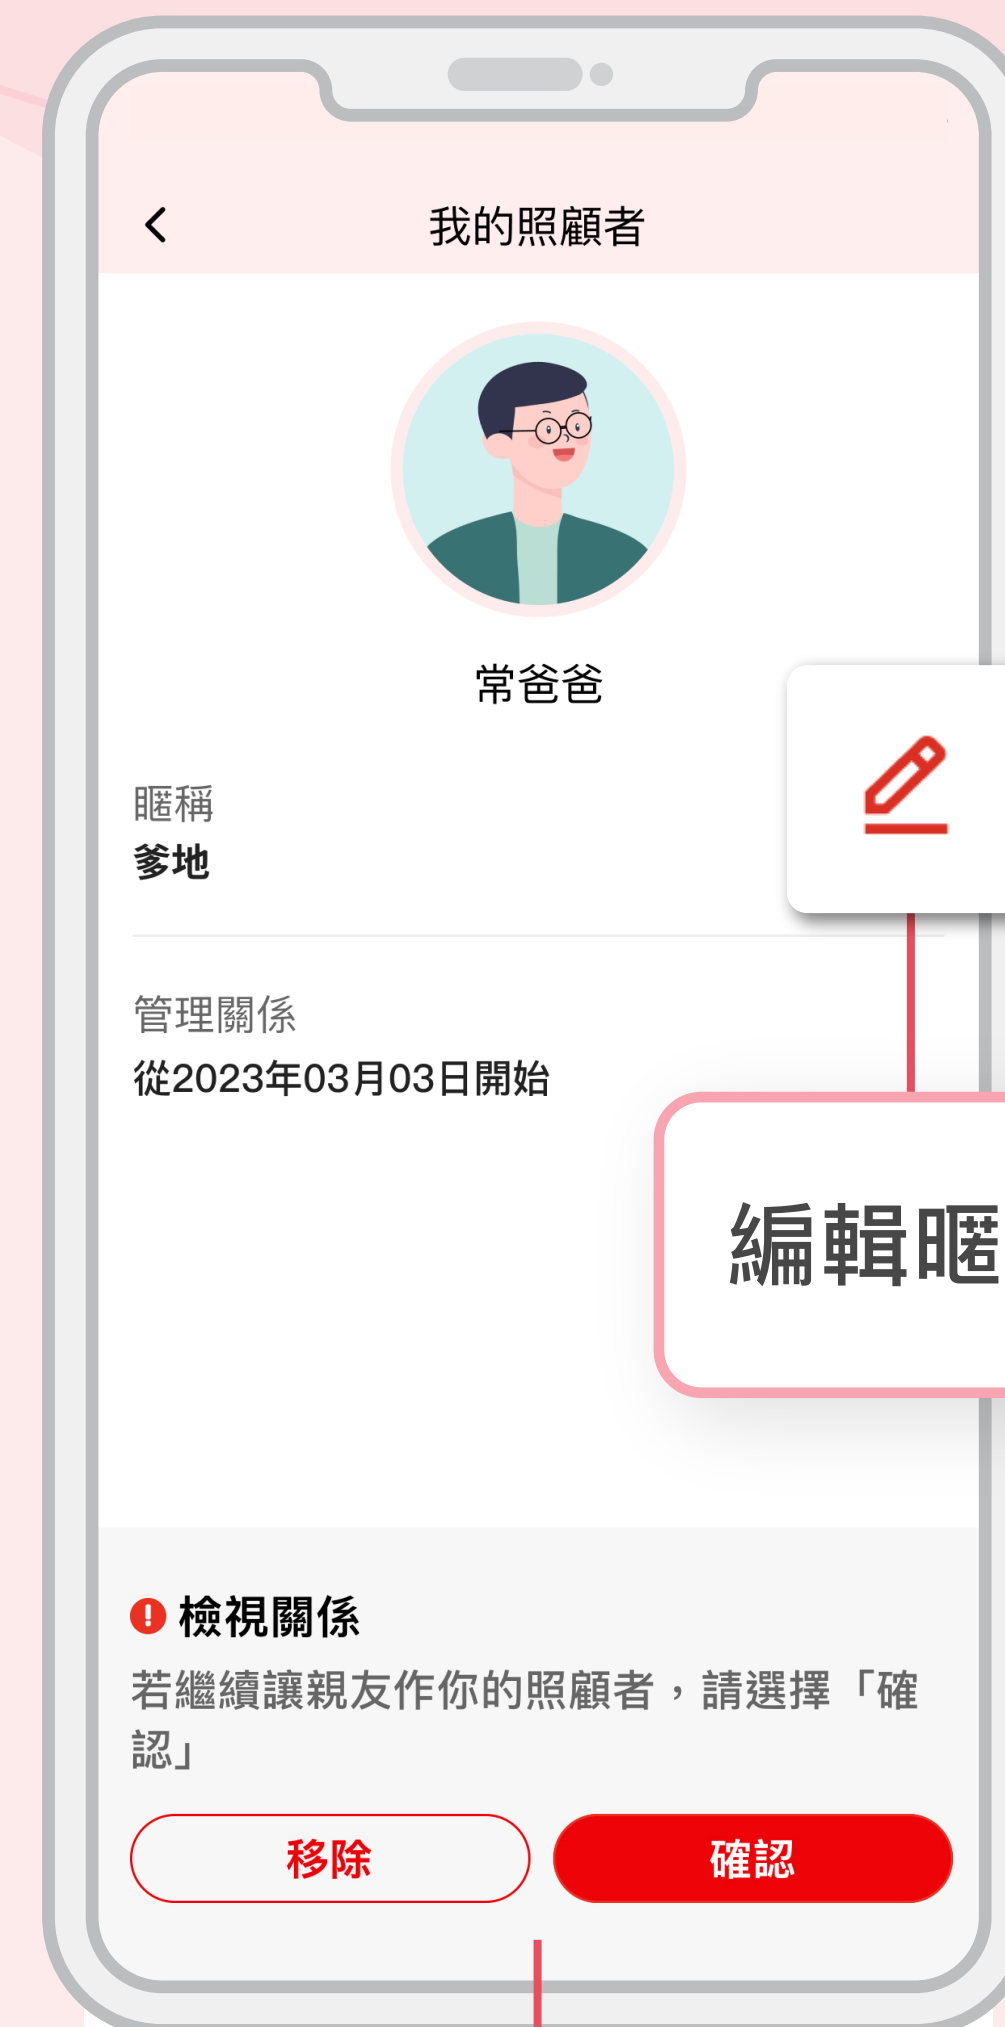 我的照顧者
常爸爸
暱稱
爹地
管理關係
從2023年03月03日開始
編輯暱
檢視關係
若繼續讓親友作你的照顧者，請選擇「確
認」
移除
確認